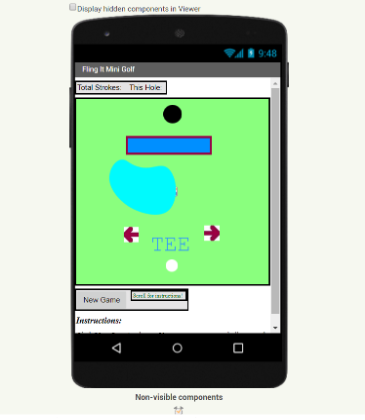 Display hidden components in Viewer
9:48
Fling It Mini Golf
Total Strokes: This Hole:
TEE
New Game
Scroll for instructions!
Instructions:
Non-visible components